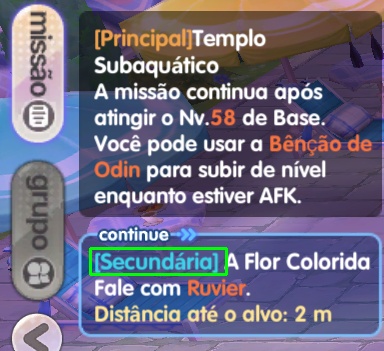 missão
grupo
[Principal]Templo
Subaquático
A missão continua após
atingir o Nv.58 de Base.
Você pode usar a Bênção de
Odin para subir de nível
enquanto estiver AFK.
continue
[Secundária] A Flor Colorida
Fale com Ruvier.
Distância até o alvo: 2 m